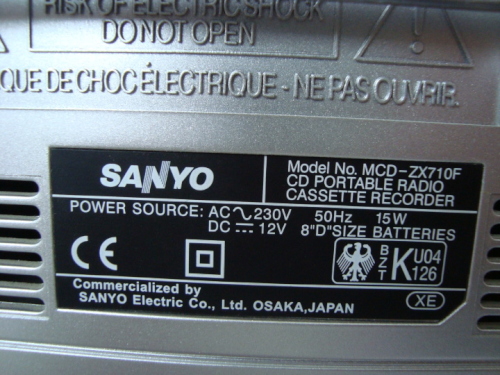 RISK OF ELECTRIC SHOCK
DO NOT OPEN
QUE DE CHOC ÉLECTRIQUE - NE PAS OUVRIR.
SANYO
Model No. MCD-ZX710F
CD PORTABLE RADIO
CASSETTE RECORDER
POWER SOURCE: AC 230V 50Hz 15W
DC 12V 8"D"SIZE BATTERIES
CE
BZT K U04 126
Commercialized by
SANYO Electric Co., Ltd. OSAKA,JAPAN
XE